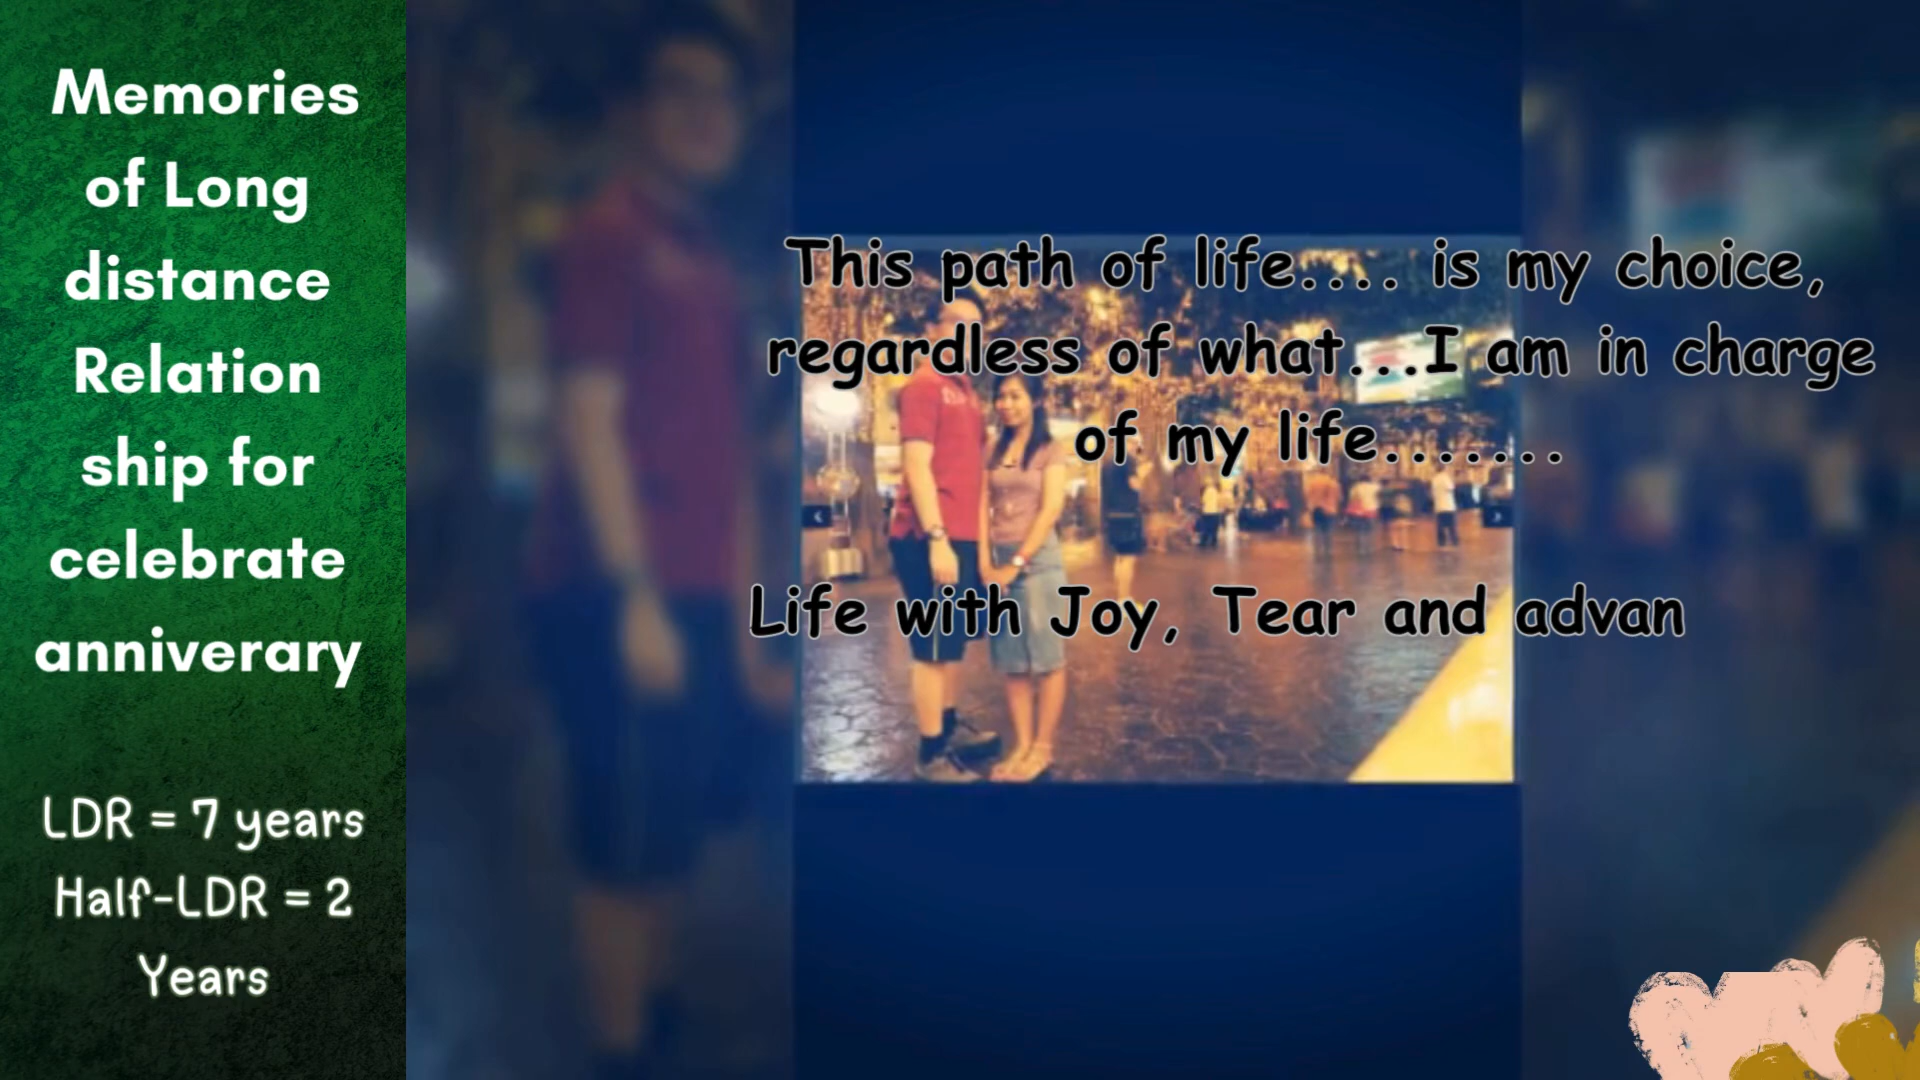 Memories
of Long
distance
Relation
ship for
celebrate
anniverary
LDR = 7 years
Half-LDR = 2
Years
This path of life.... is my choice,
regardless of what...I am in charge
of my life.......
Life with Joy, Tear and advan